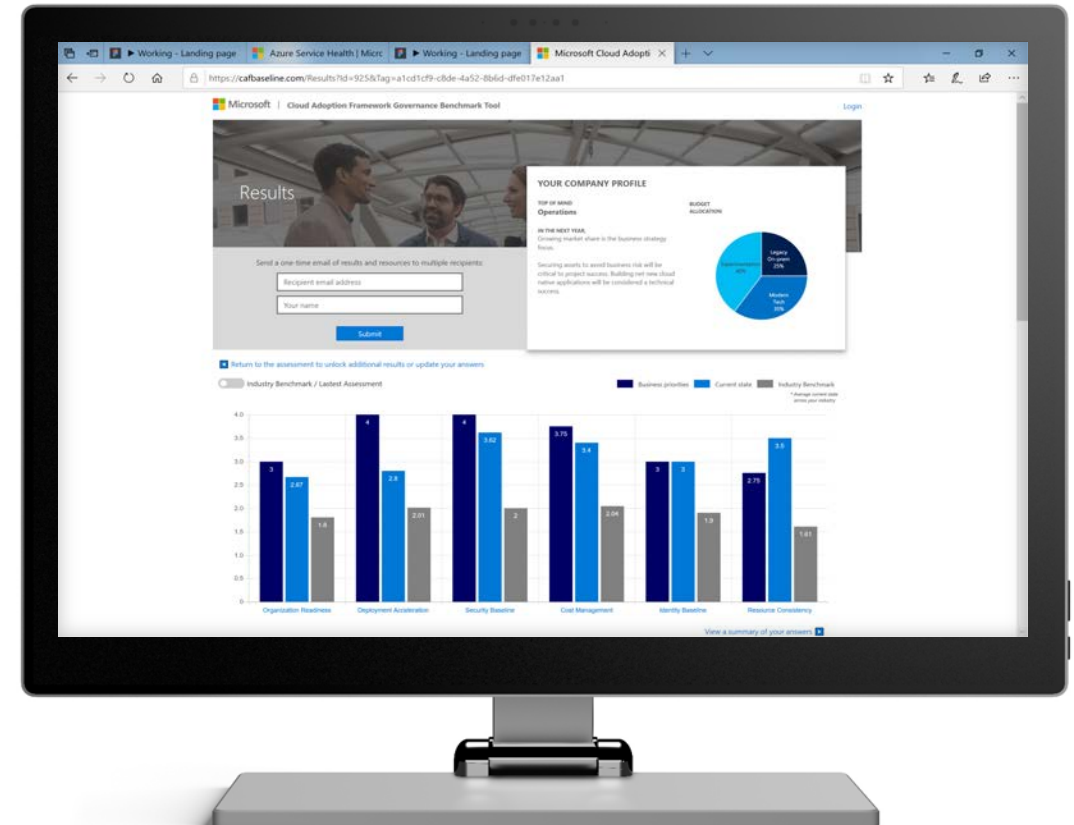 Working - Landing page
Azure Service Health | Micrc
Working - Landing page
Microsoft Cloud Adopti
https://cafbaseline.com/Results?Id=925&Tag=a1cd1cf9-c8de-4a52-8b6d-dfe017e12aa1
Microsoft | Cloud Adoption Framework Governance Benchmark Tool
Login
Results
Send a one-time email of results and resources to multiple recipients:
Recipient email address
Your name
Submit
YOUR COMPANY PROFILE
TOP OF MIND
Operations
IN THE NEXT YEAR,
Growing market share is the business strategy
focus.
Securing assets to avoid business risk will be
critical to project success. Building net new cloud
native applications will be considered a technical
success.
BUDGET
ALLOCATION:
Legacy
On-prem
25%
Modern
Tech
35%
40%
Return to the assessment to unlock additional results or update your answers
Industry Benchmark / Lastest Assessment
Business priorities
Current state
Industry Benchmark
* Average current state
across your industry
4.0
3.5
3.0
2.5
2.0
1.5
1.0
0.5
0
3
2.67
1.8
4
2.8
2.01
4
3.62
2
3.75
3.4
2.04
3
3
1.9
2.75
3.5
1.61
Organization Readiness
Deployment Acceleration
Security Baseline
Cost Management
Identity Baseline
Resource Consistency
View a summary of your answers